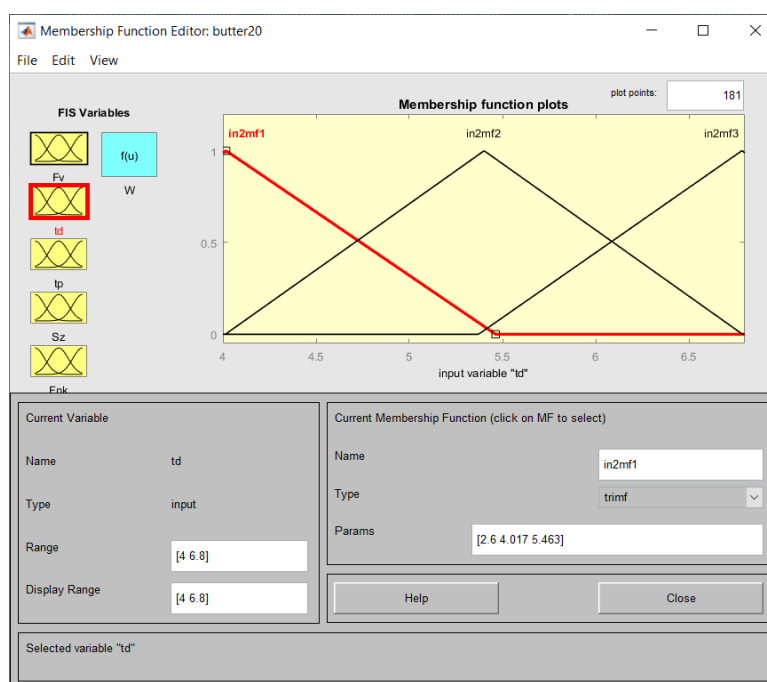 Membership Function Editor: butter20
File Edit View
FIS Variables
Fv
td
tp
Sz
Fnk
f(u)
W
plot points: 181
Membership function plots
in2mf1 in2mf2 in2mf3
1
0.5
0
4 4.5 5 5.5 6 6.5
input variable "td"
Current Variable
Name td
Type input
Range [4 6.8]
Display Range [4 6.8]
Current Membership Function (click on MF to select)
Name in2mf1
Type trimf
Params [2.6 4.017 5.463]
Help Close
Selected variable "td"